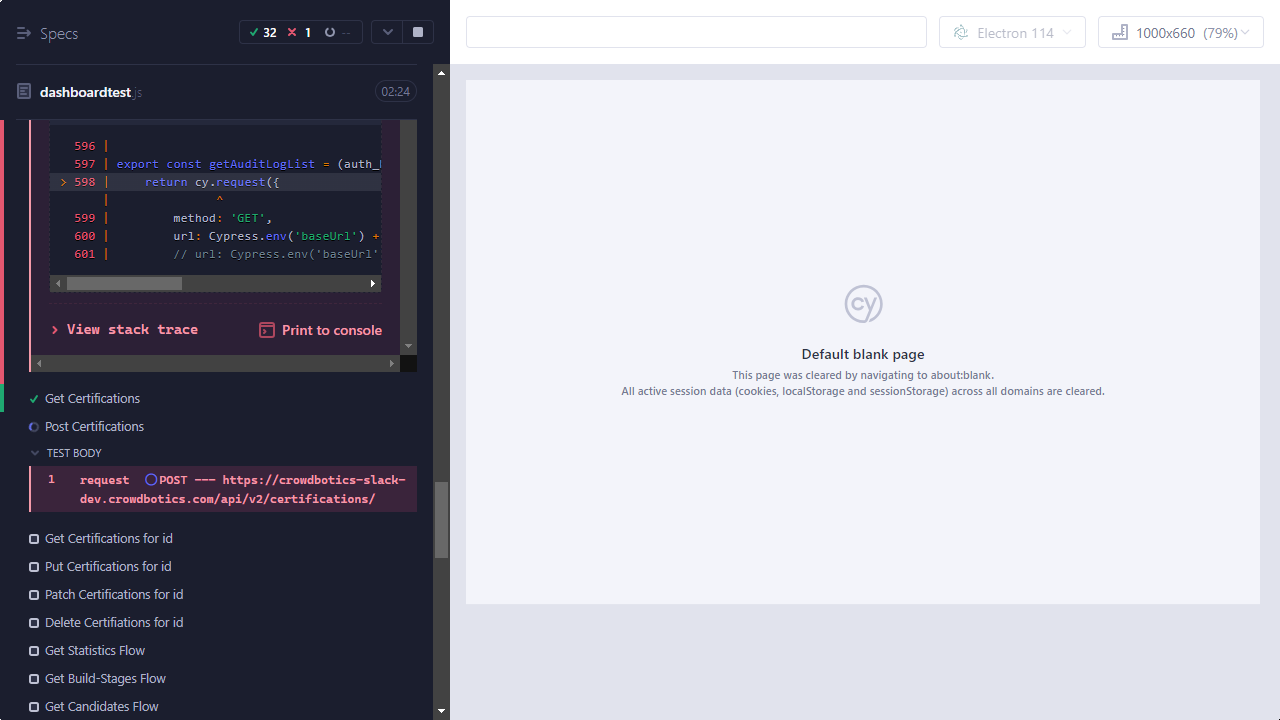 Specs
32
1
--
Electron 114
1000x660 (79%)
dashboardtest.js
02:24
596 |
597 | export const getAuditLogList = (auth_
> 598 | return cy.request({
| ^
599 | method: 'GET',
600 | url: Cypress.env('baseUrl') +
601 | // url: Cypress.env('baseUrl'
View stack trace
Print to console
Get Certifications
Post Certifications
TEST BODY
1 request POST --- https://crowdbotics-slack-
dev.crowdbotics.com/api/v2/certifications/
Get Certifications for id
Put Certifications for id
Patch Certifications for id
Delete Certifiations for id
Get Statistics Flow
Get Build-Stages Flow
Get Candidates Flow
cy
Default blank page
This page was cleared by navigating to about:blank.
All active session data (cookies, localStorage and sessionStorage) across all domains are cleared.